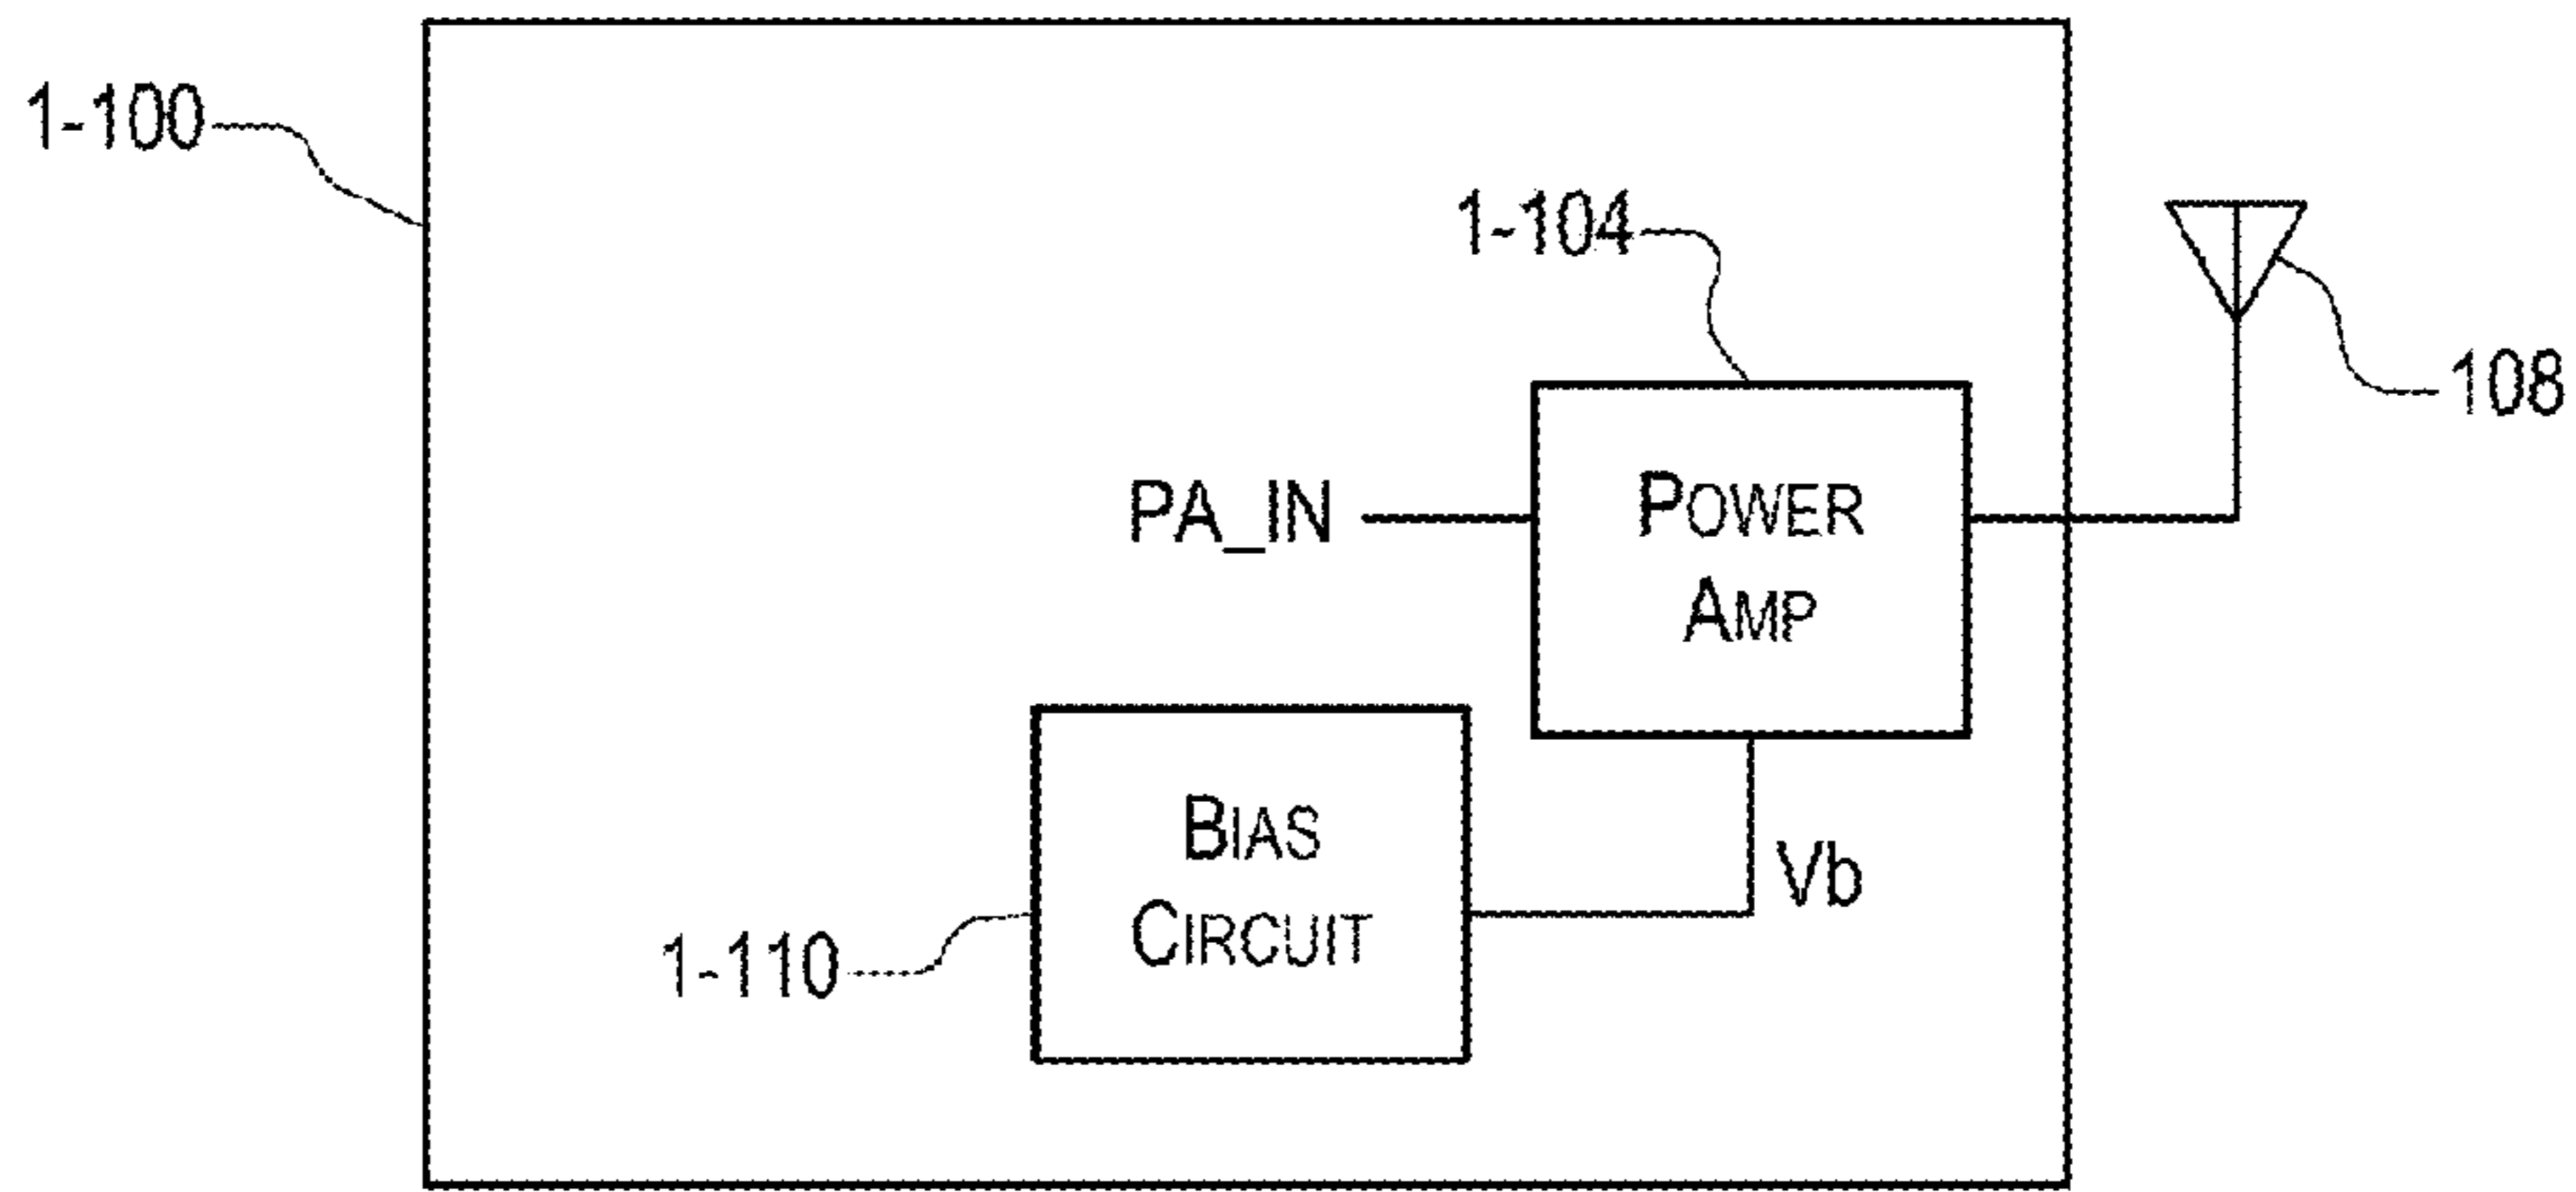 1-100
1-104
108
PA_IN
POWER
AMP
BIAS
CIRCUIT
Vb
1-110